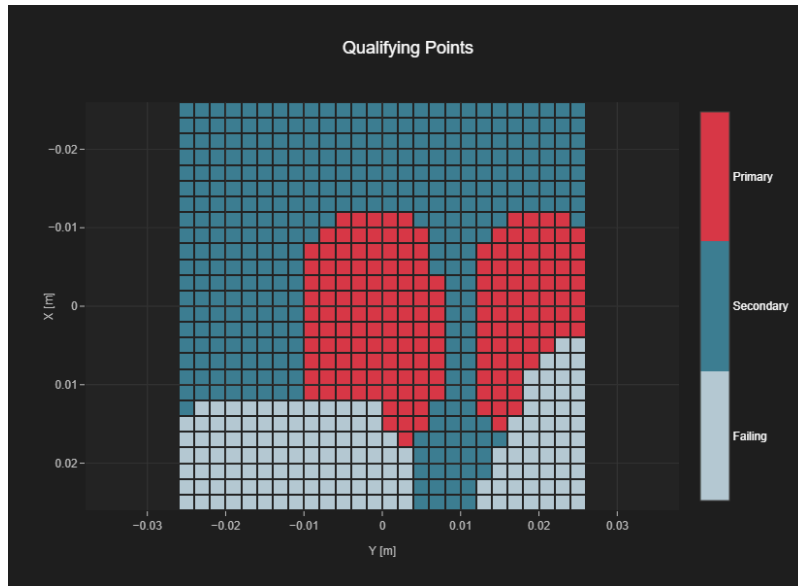 Qualifying Points
−0.02
−0.01
0
0.01
0.02
X [m]
−0.03
−0.02
−0.01
0
0.01
0.02
0.03
Y [m]
Primary
Secondary
Failing